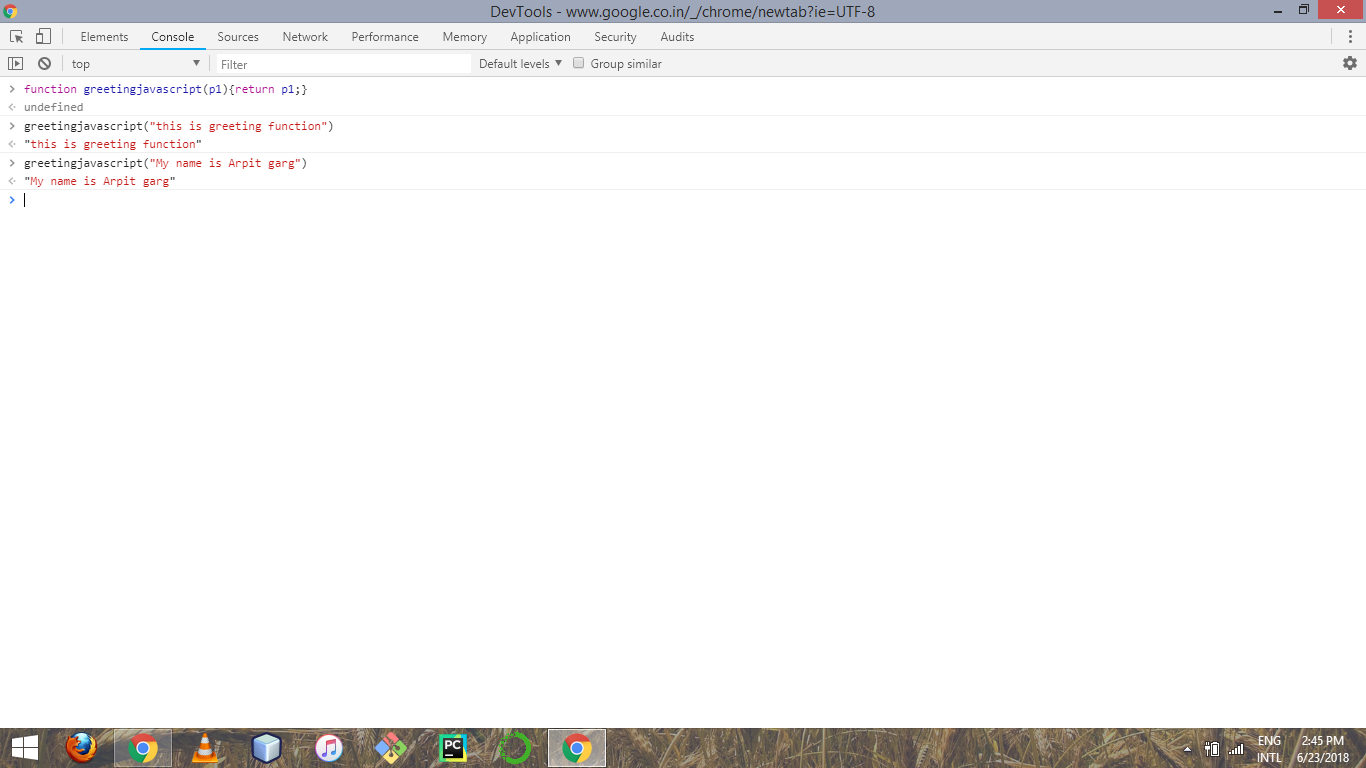 DevTools - www.google.co.in/_/chrome/newtab?ie=UTF-8
Elements Console Sources Network Performance Memory Application Security Audits
top Filter Default levels Group similar
function greetingjavascript(p1){return p1;}
undefined
greetingjavascript("this is greeting function")
"this is greeting function"
greetingjavascript("My name is Arpit garg")
"My name is Arpit garg"
PC
ENG 2:45 PM
INTL 6/23/2018